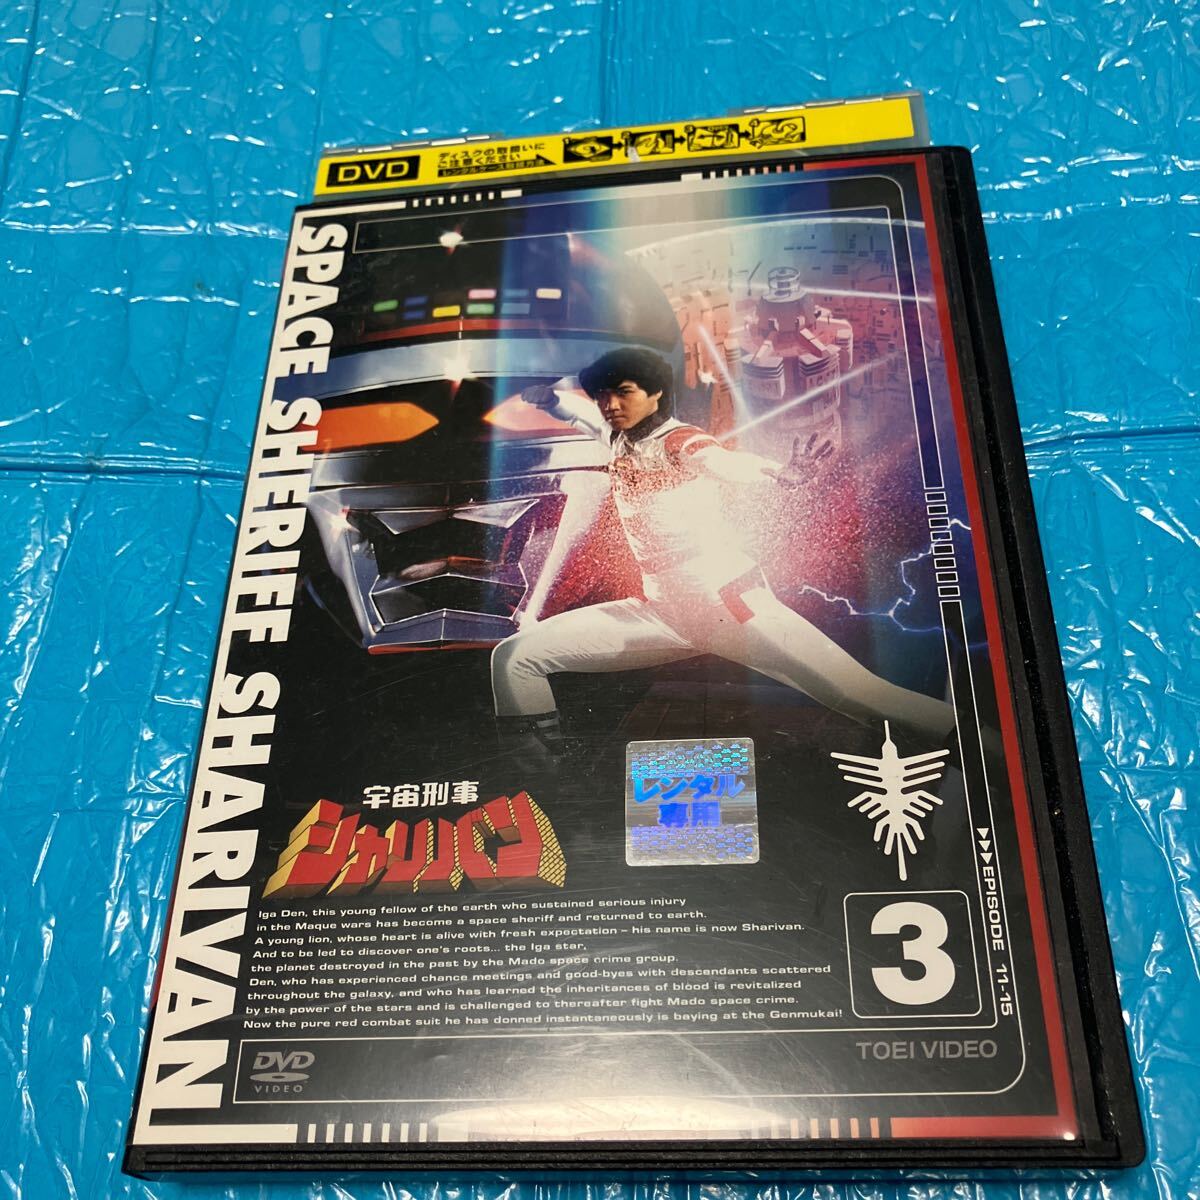 DVD
ディスクの取扱いに
ご注意ください
SPACE SHERIFF SHARIVAN
レンタル
専用
宇宙刑事
シャリバン
Iga Den, this young fellow of the earth who sustained serious injury
in the Maque wars has become a space sheriff and returned to earth.
A young lion, whose heart is alive with fresh expectation – his name is now Sharivan.
And to be led to discover one's roots... the Iga star,
the planet destroyed in the past by the Mado space crime group.
Den, who has experienced chance meetings and good-byes with descendants scattered
throughout the galaxy, and who has learned the inheritances of blood is revitalized
by the power of the stars and is challenged to thereafter fight Mado space crime.
Now the pure red combat suit he has donned instantaneously is baying at the Genmukai!
3
EPISODE 11-15
TOEI VIDEO
DVD
VIDEO